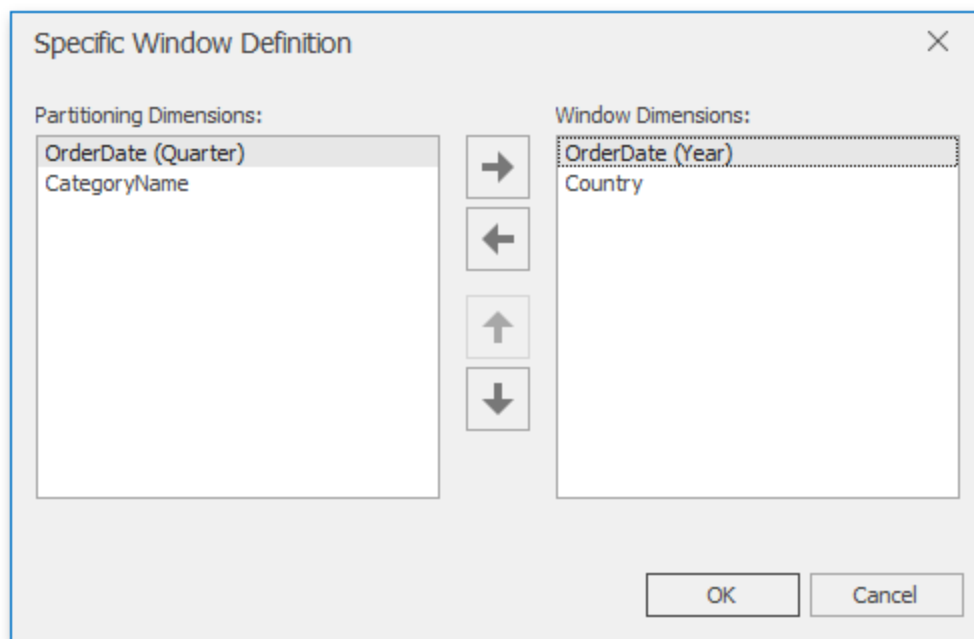 Specific Window Definition
Partitioning Dimensions:
OrderDate (Quarter)
CategoryName
Window Dimensions:
OrderDate (Year)
Country
OK
Cancel